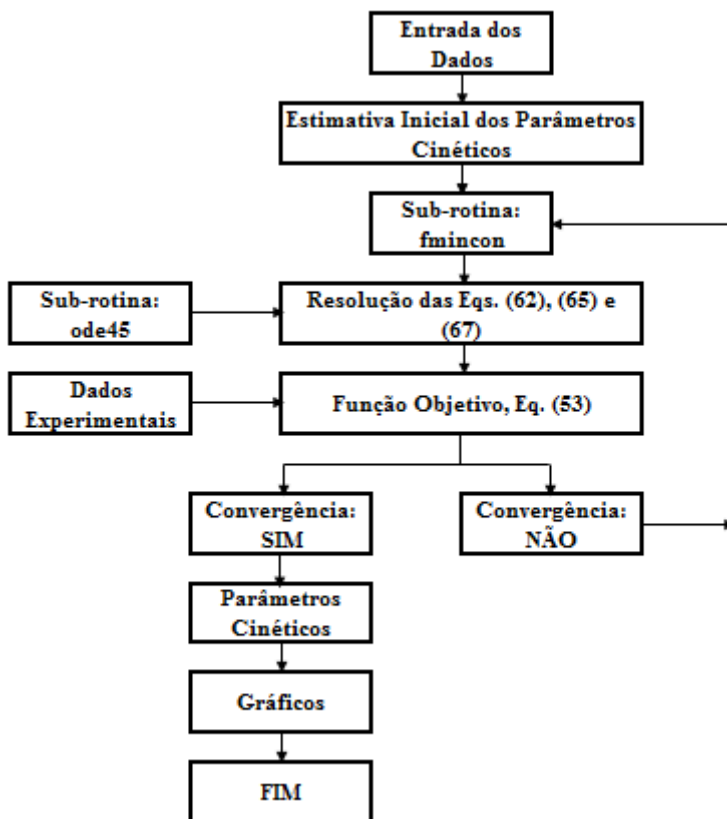 Entrada dos
Dados
Estimativa Inicial dos Parâmetros
Cinéticos
Sub-rotina:
fmincon
Sub-rotina:
ode45
Resolução das Eqs. (62), (65) e
(67)
Dados
Experimentais
Função Objetivo, Eq. (53)
Convergência:
SIM
Convergência:
NÃO
Parâmetros
Cinéticos
Gráficos
FIM